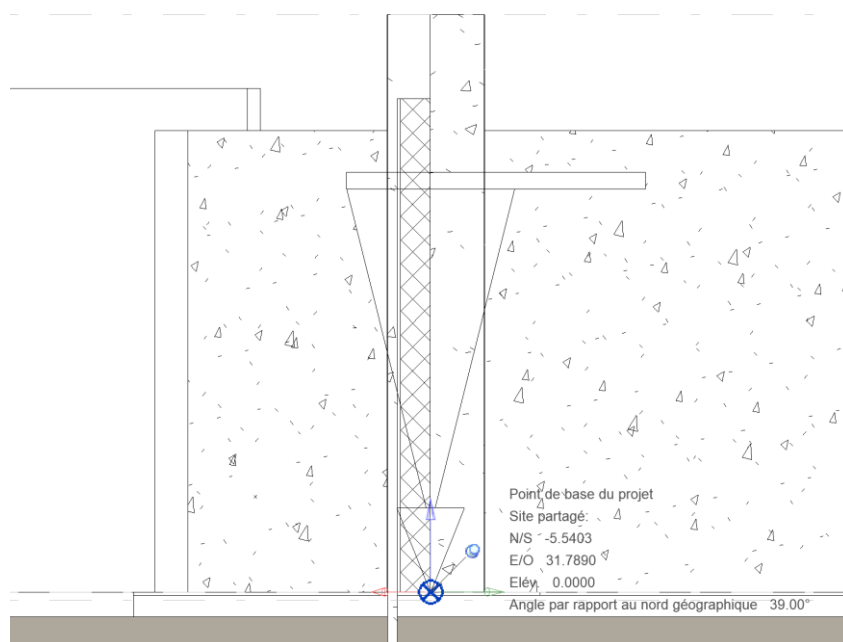 Point de base du projet
Site partagé:
N/S -5.5403
E/O 31.7890
Elév. 0.0000
Angle par rapport au nord géographique 39.00°